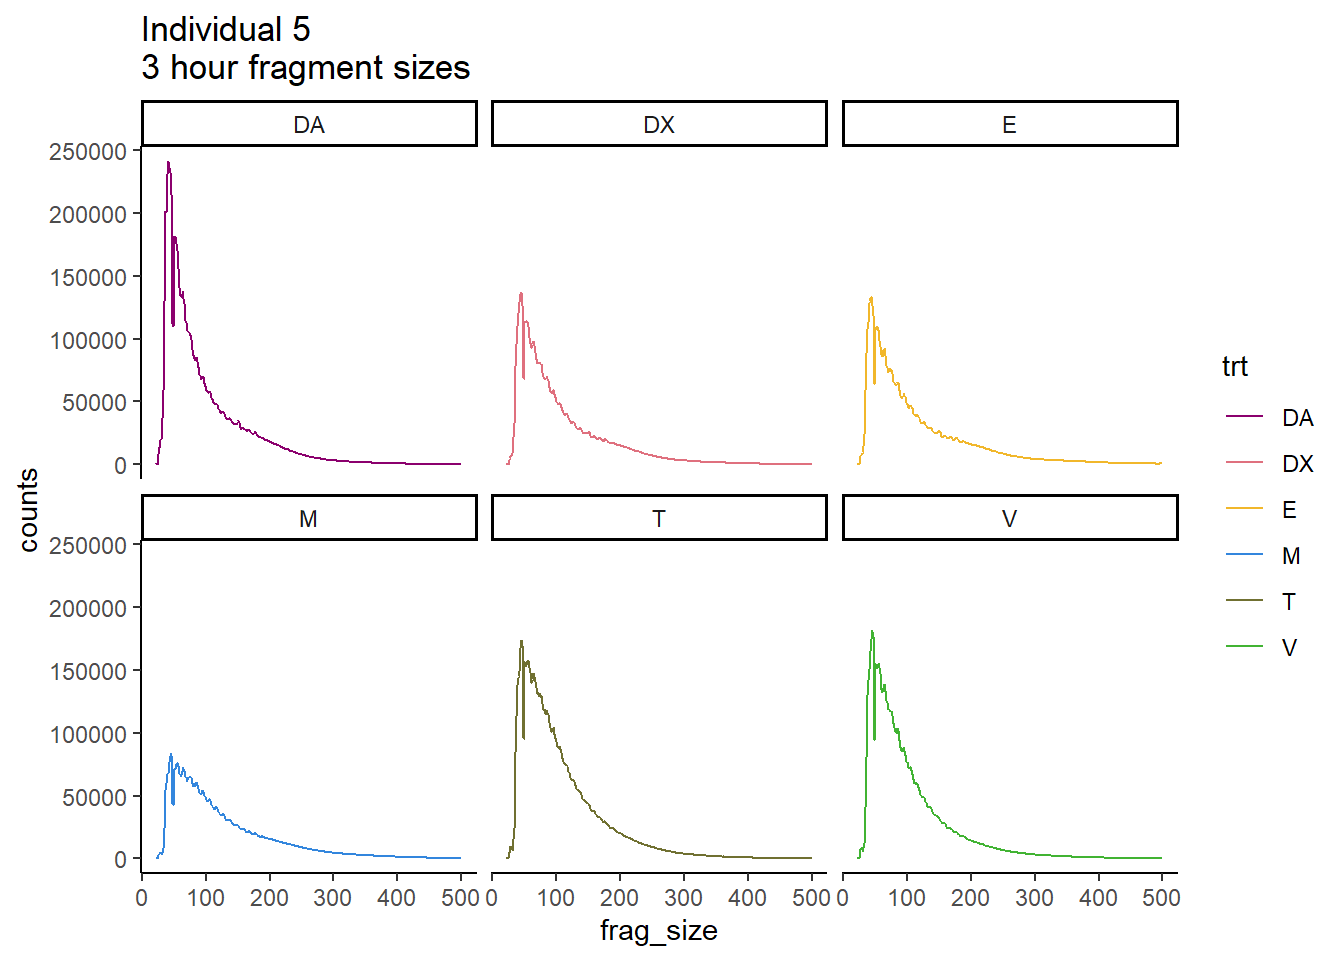 Individual 5
3 hour fragment sizes
DA DX E
250000
200000
150000
100000
50000
0
M T V
250000
200000
150000
100000
50000
0
0 100 200 300 400 500 0 100 200 300 400 500 0 100 200 300 400 500
frag_size
counts
trt
DA
DX
E
M
T
V